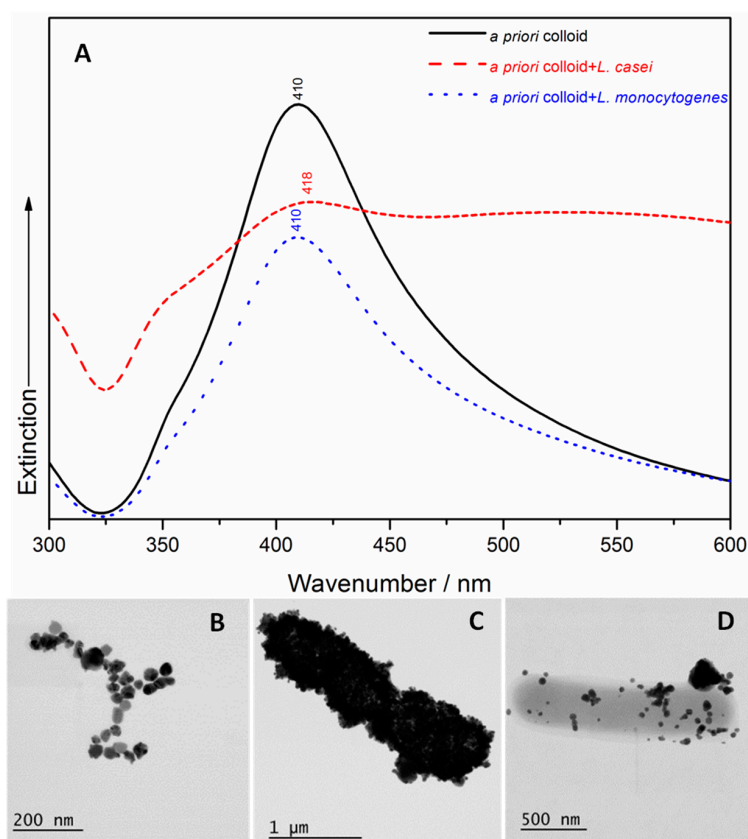 A
a priori colloid
a priori colloid+L. casei
a priori colloid+L. monocytogenes
410
418
410
Extinction
300 350 400 450 500 550 600
Wavenumber / nm
B
200 nm
C
1 µm
D
500 nm